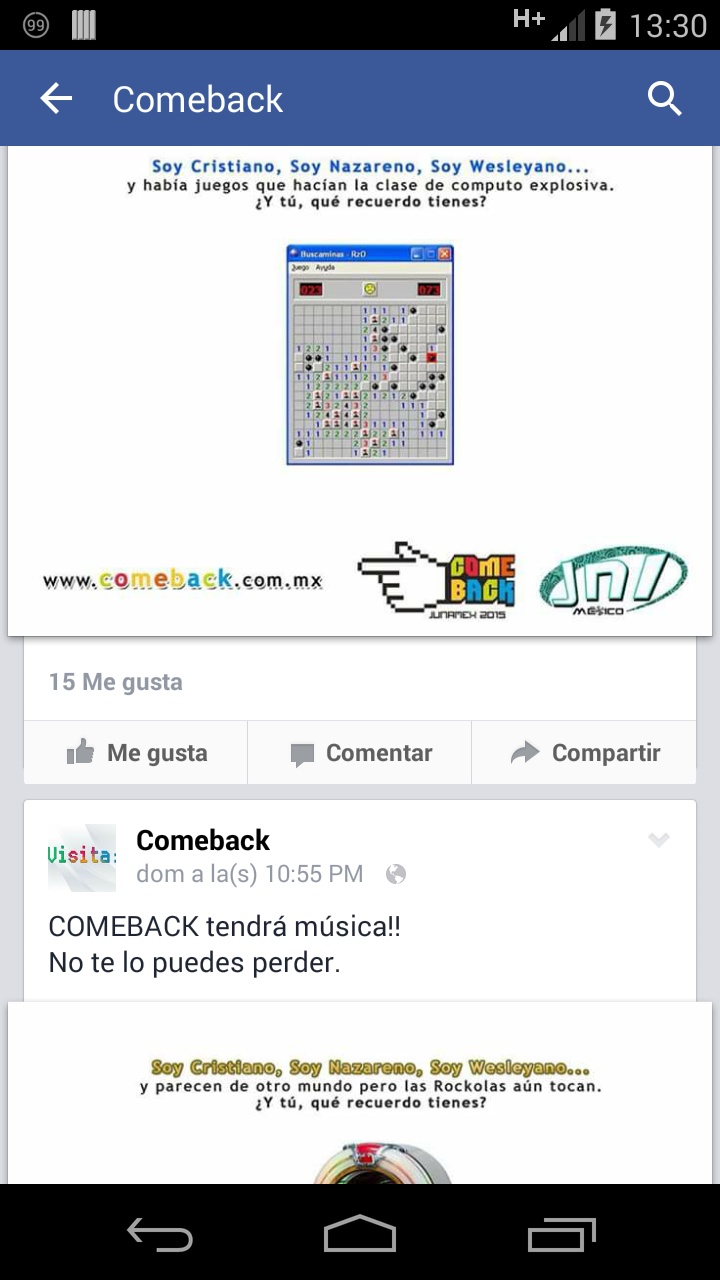 99
H+
13:30
Comeback
Soy Cristiano, Soy Nazareno, Soy Wesleyano...
y había juegos que hacían la clase de computo explosiva.
¿Y tú, qué recuerdo tienes?
Buscaminas - RzO
Juego Ayuda
023 073
www.comeback.com.mx
COME
BACK
JUNAMEX 2015
JNI
MÉXICO
15 Me gusta
Me gusta Comentar Compartir
Visita:
Comeback
dom a la(s) 10:55 PM
COMEBACK tendrá música!!
No te lo puedes perder.
Soy Cristiano, Soy Nazareno, Soy Wesleyano...
y parecen de otro mundo pero las Rockolas aún tocan.
¿Y tú, qué recuerdo tienes?